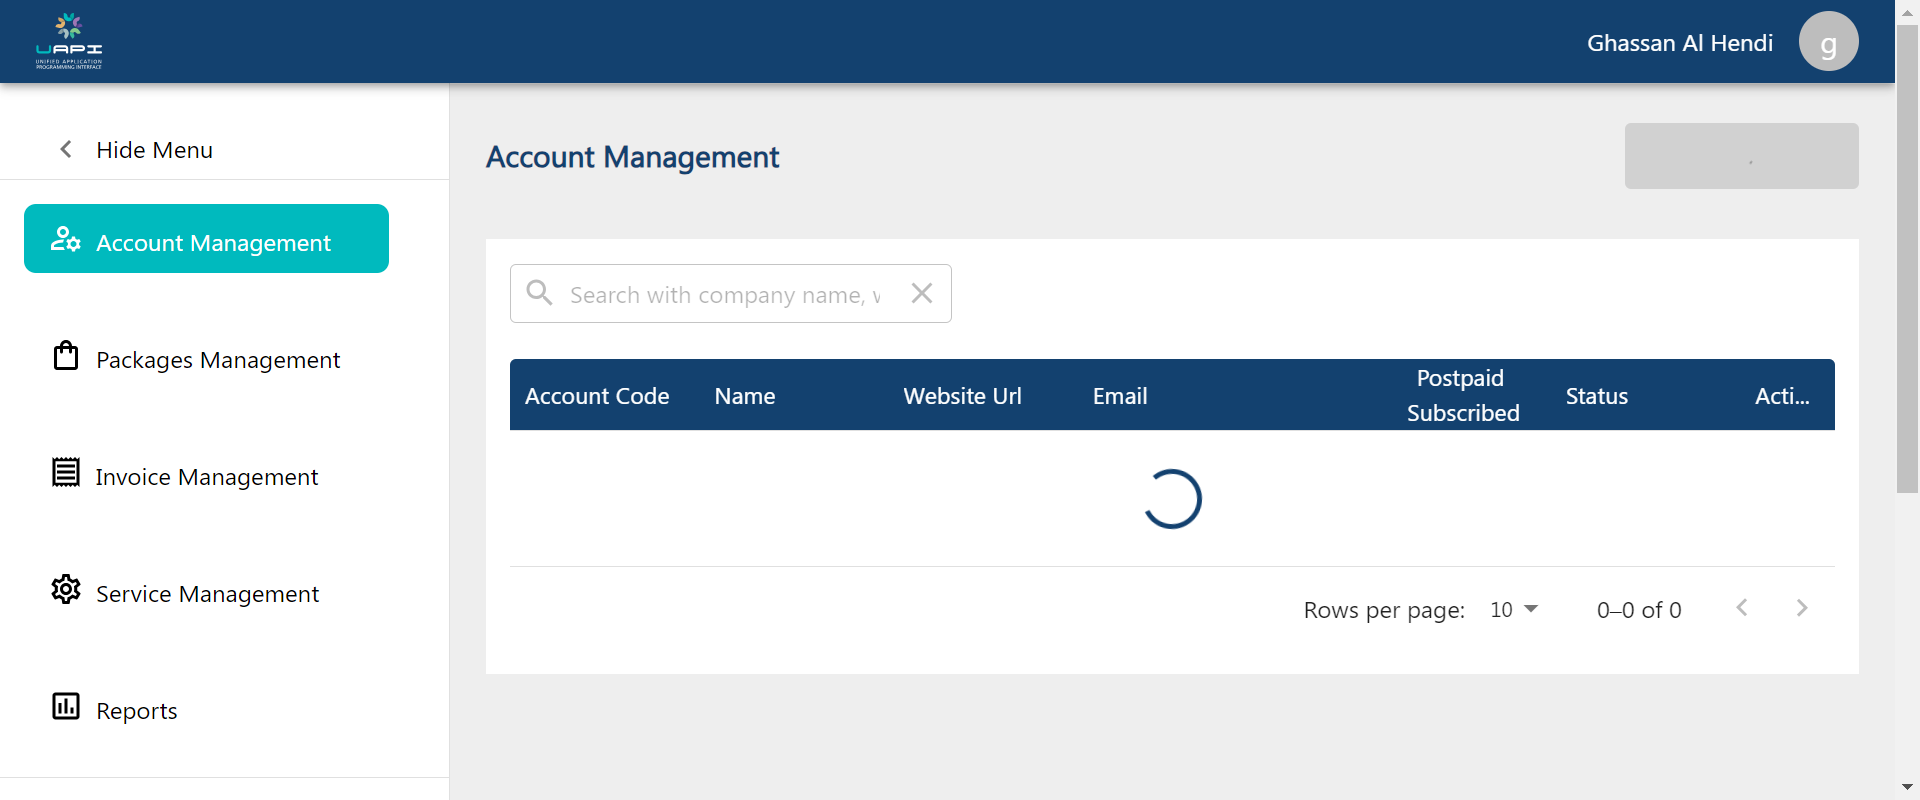 UAPI
UNIFIED APPLICATION
PROGRAMMING INTERFACE
Ghassan Al Hendi
g
Hide Menu
Account Management
Packages Management
Invoice Management
Service Management
Reports
Account Management
Search with company name, v
Account Code Name Website Url Email Postpaid Subscribed Status Acti...
Rows per page: 10 0–0 of 0